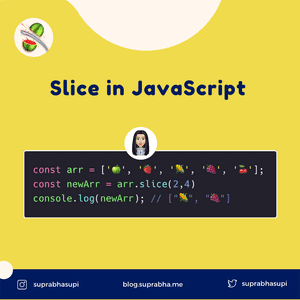 Slice in JavaScript
const arr = ['🍏', '🍓', '🌽', '🍇', '🍒'];
const newArr = arr.slice(2,4)
console.log(newArr); // ["🌽", "🍇"]
suprabhasupi
blog.suprabha.me
suprabhasupi